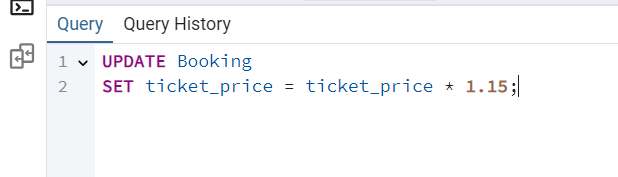 Query Query History
1 UPDATE Booking
2 SET ticket_price = ticket_price * 1.15;